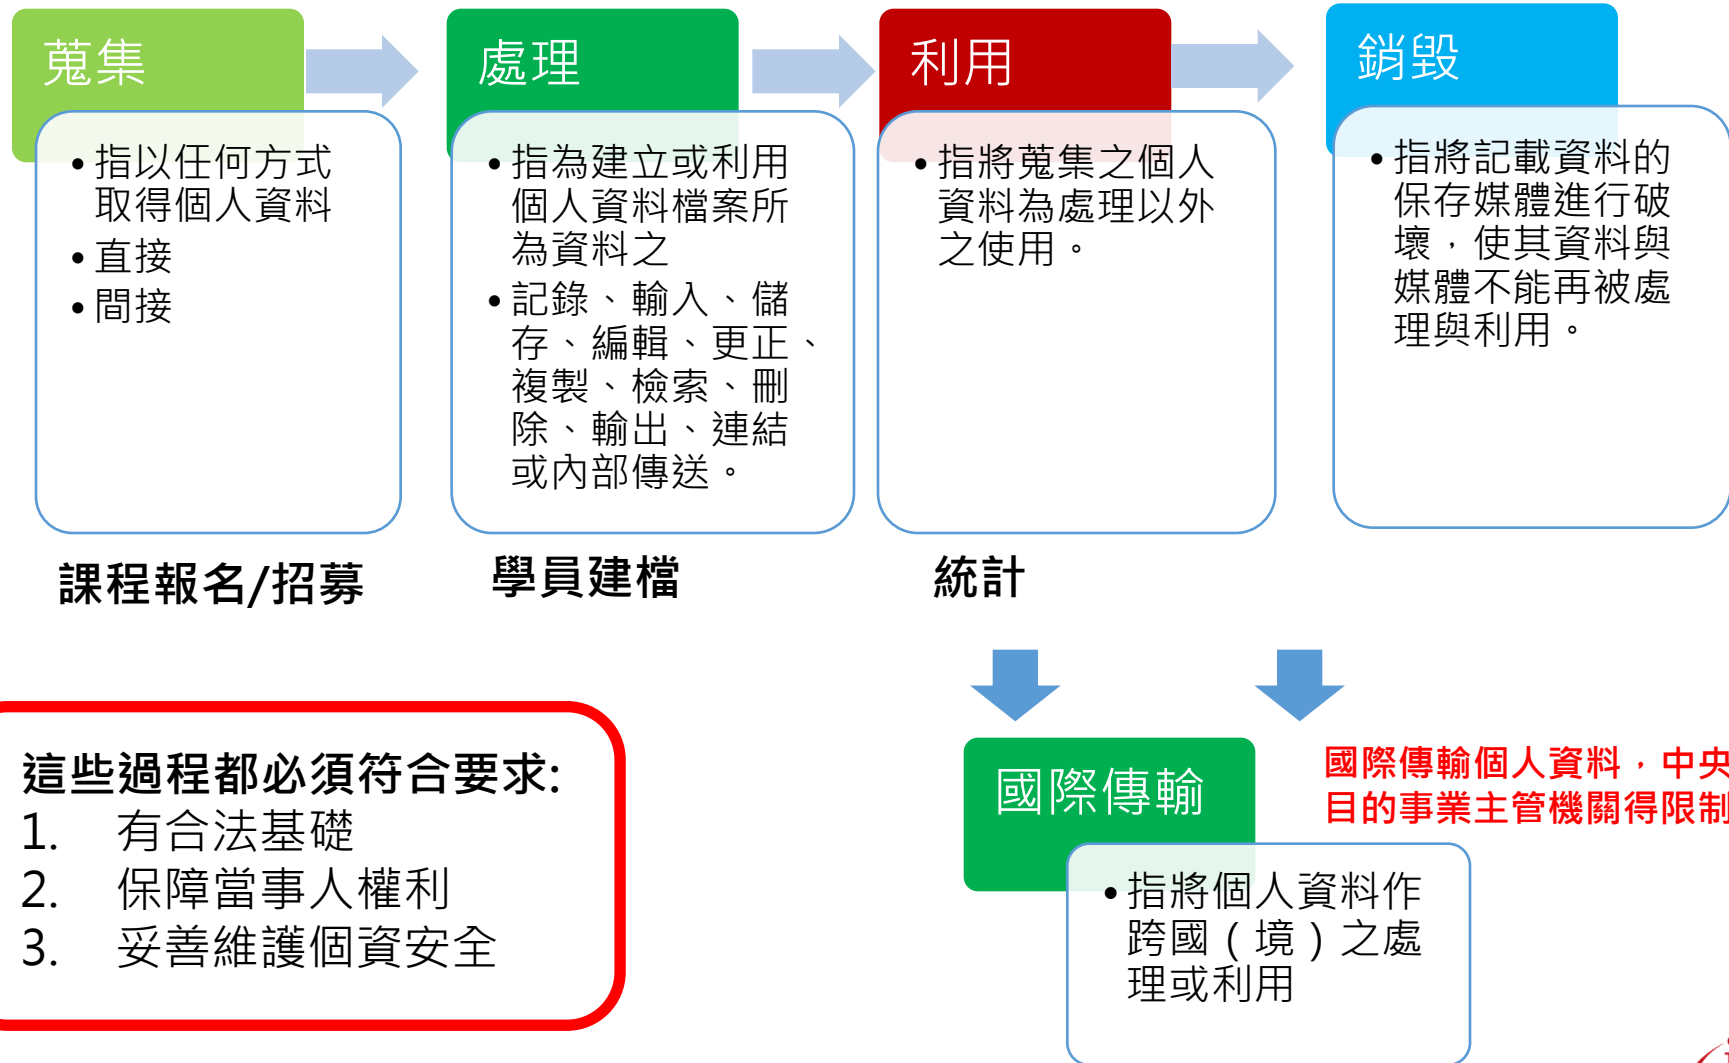 蒐集
•指以任何方式
取得個人資料
•直接
•間接
課程報名/招募
處理
•指為建立或利用
個人資料檔案所
為資料之
•記錄、輸入、儲
存、編輯、更正、
複製、檢索、刪
除、輸出、連結
或內部傳送。
學員建檔
利用
•指將蒐集之個人
資料為處理以外
之使用。
統計
銷毀
•指將記載資料的
保存媒體進行破
壞，使其資料與
媒體不能再被處
理與利用。
這些過程都必須符合要求:
1. 有合法基礎
2. 保障當事人權利
3. 妥善維護個資安全
國際傳輸
•指將個人資料作
跨國（境）之處
理或利用
國際傳輸個人資料，中央
目的事業主管機關得限制